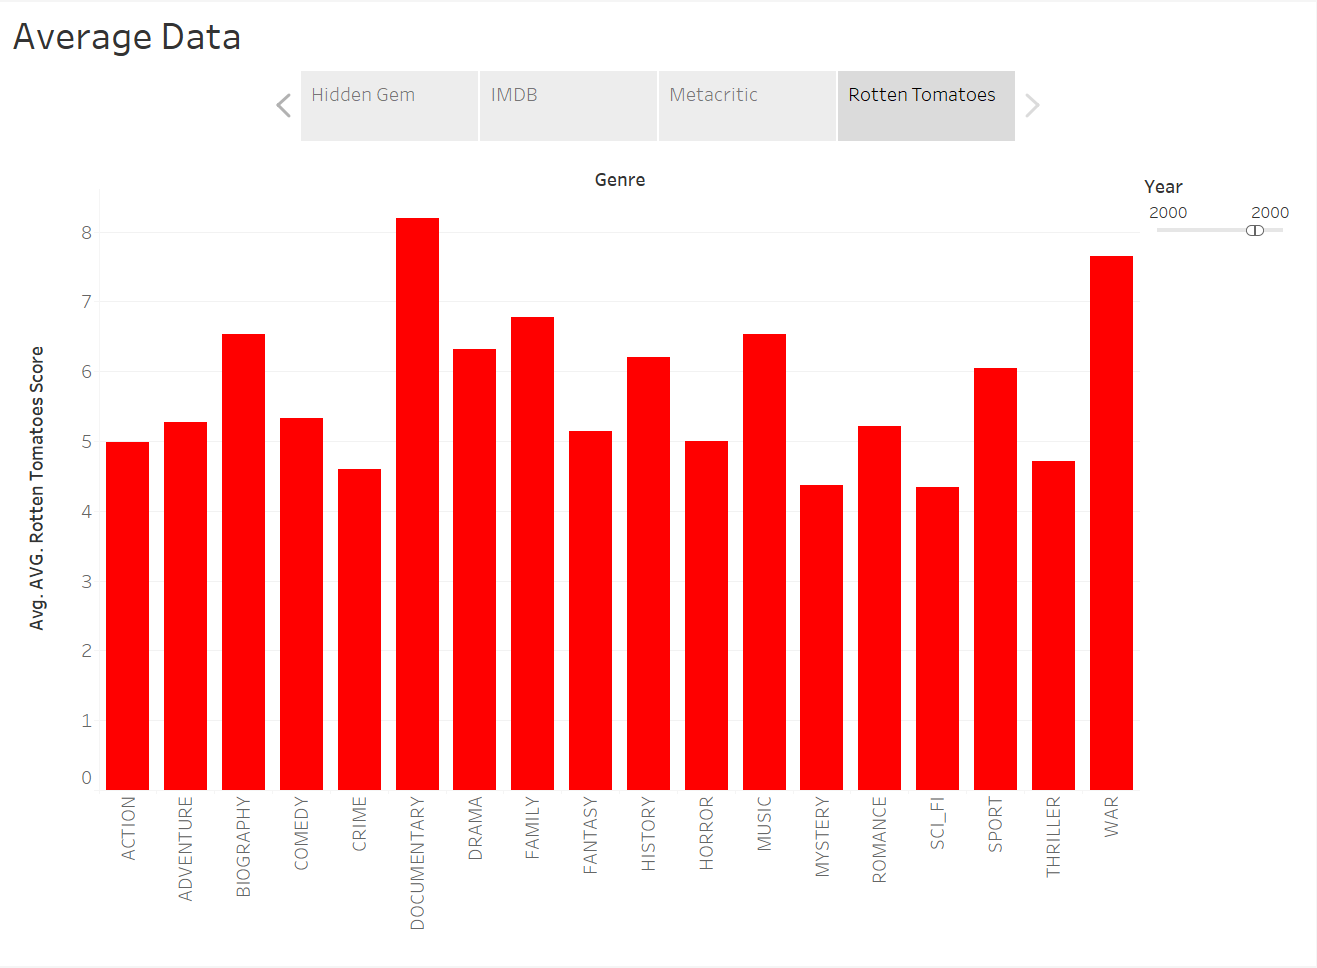 Average Data
Hidden Gem
IMDB
Metacritic
Rotten Tomatoes
Genre
Year
2000 2000
Avg. AVG. Rotten Tomatoes Score
8
7
6
5
4
3
2
1
0
ACTION
ADVENTURE
BIOGRAPHY
COMEDY
CRIME
DOCUMENTARY
DRAMA
FAMILY
FANTASY
HISTORY
HORROR
MUSIC
MYSTERY
ROMANCE
SCI_FI
SPORT
THRILLER
WAR